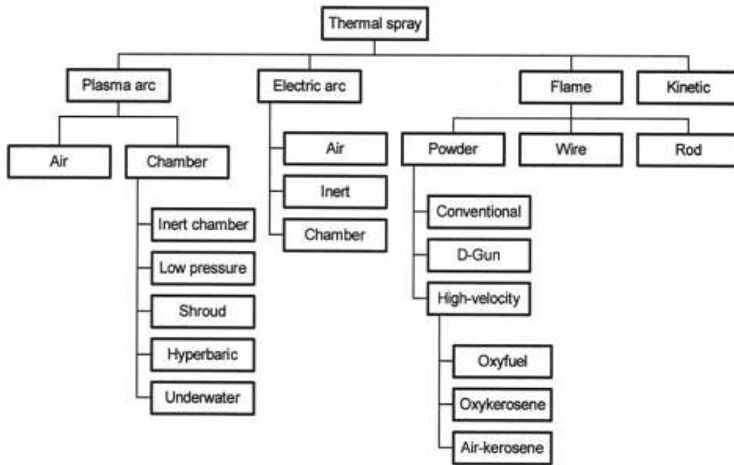 Thermal spray
Plasma arc
Electric arc
Flame
Kinetic
Air
Chamber
Air
Powder
Wire
Rod
Inert chamber
Inert
Conventional
Low pressure
Chamber
D-Gun
Shroud
High-velocity
Hyperbaric
Oxyfuel
Underwater
Oxykerosene
Air-kerosene